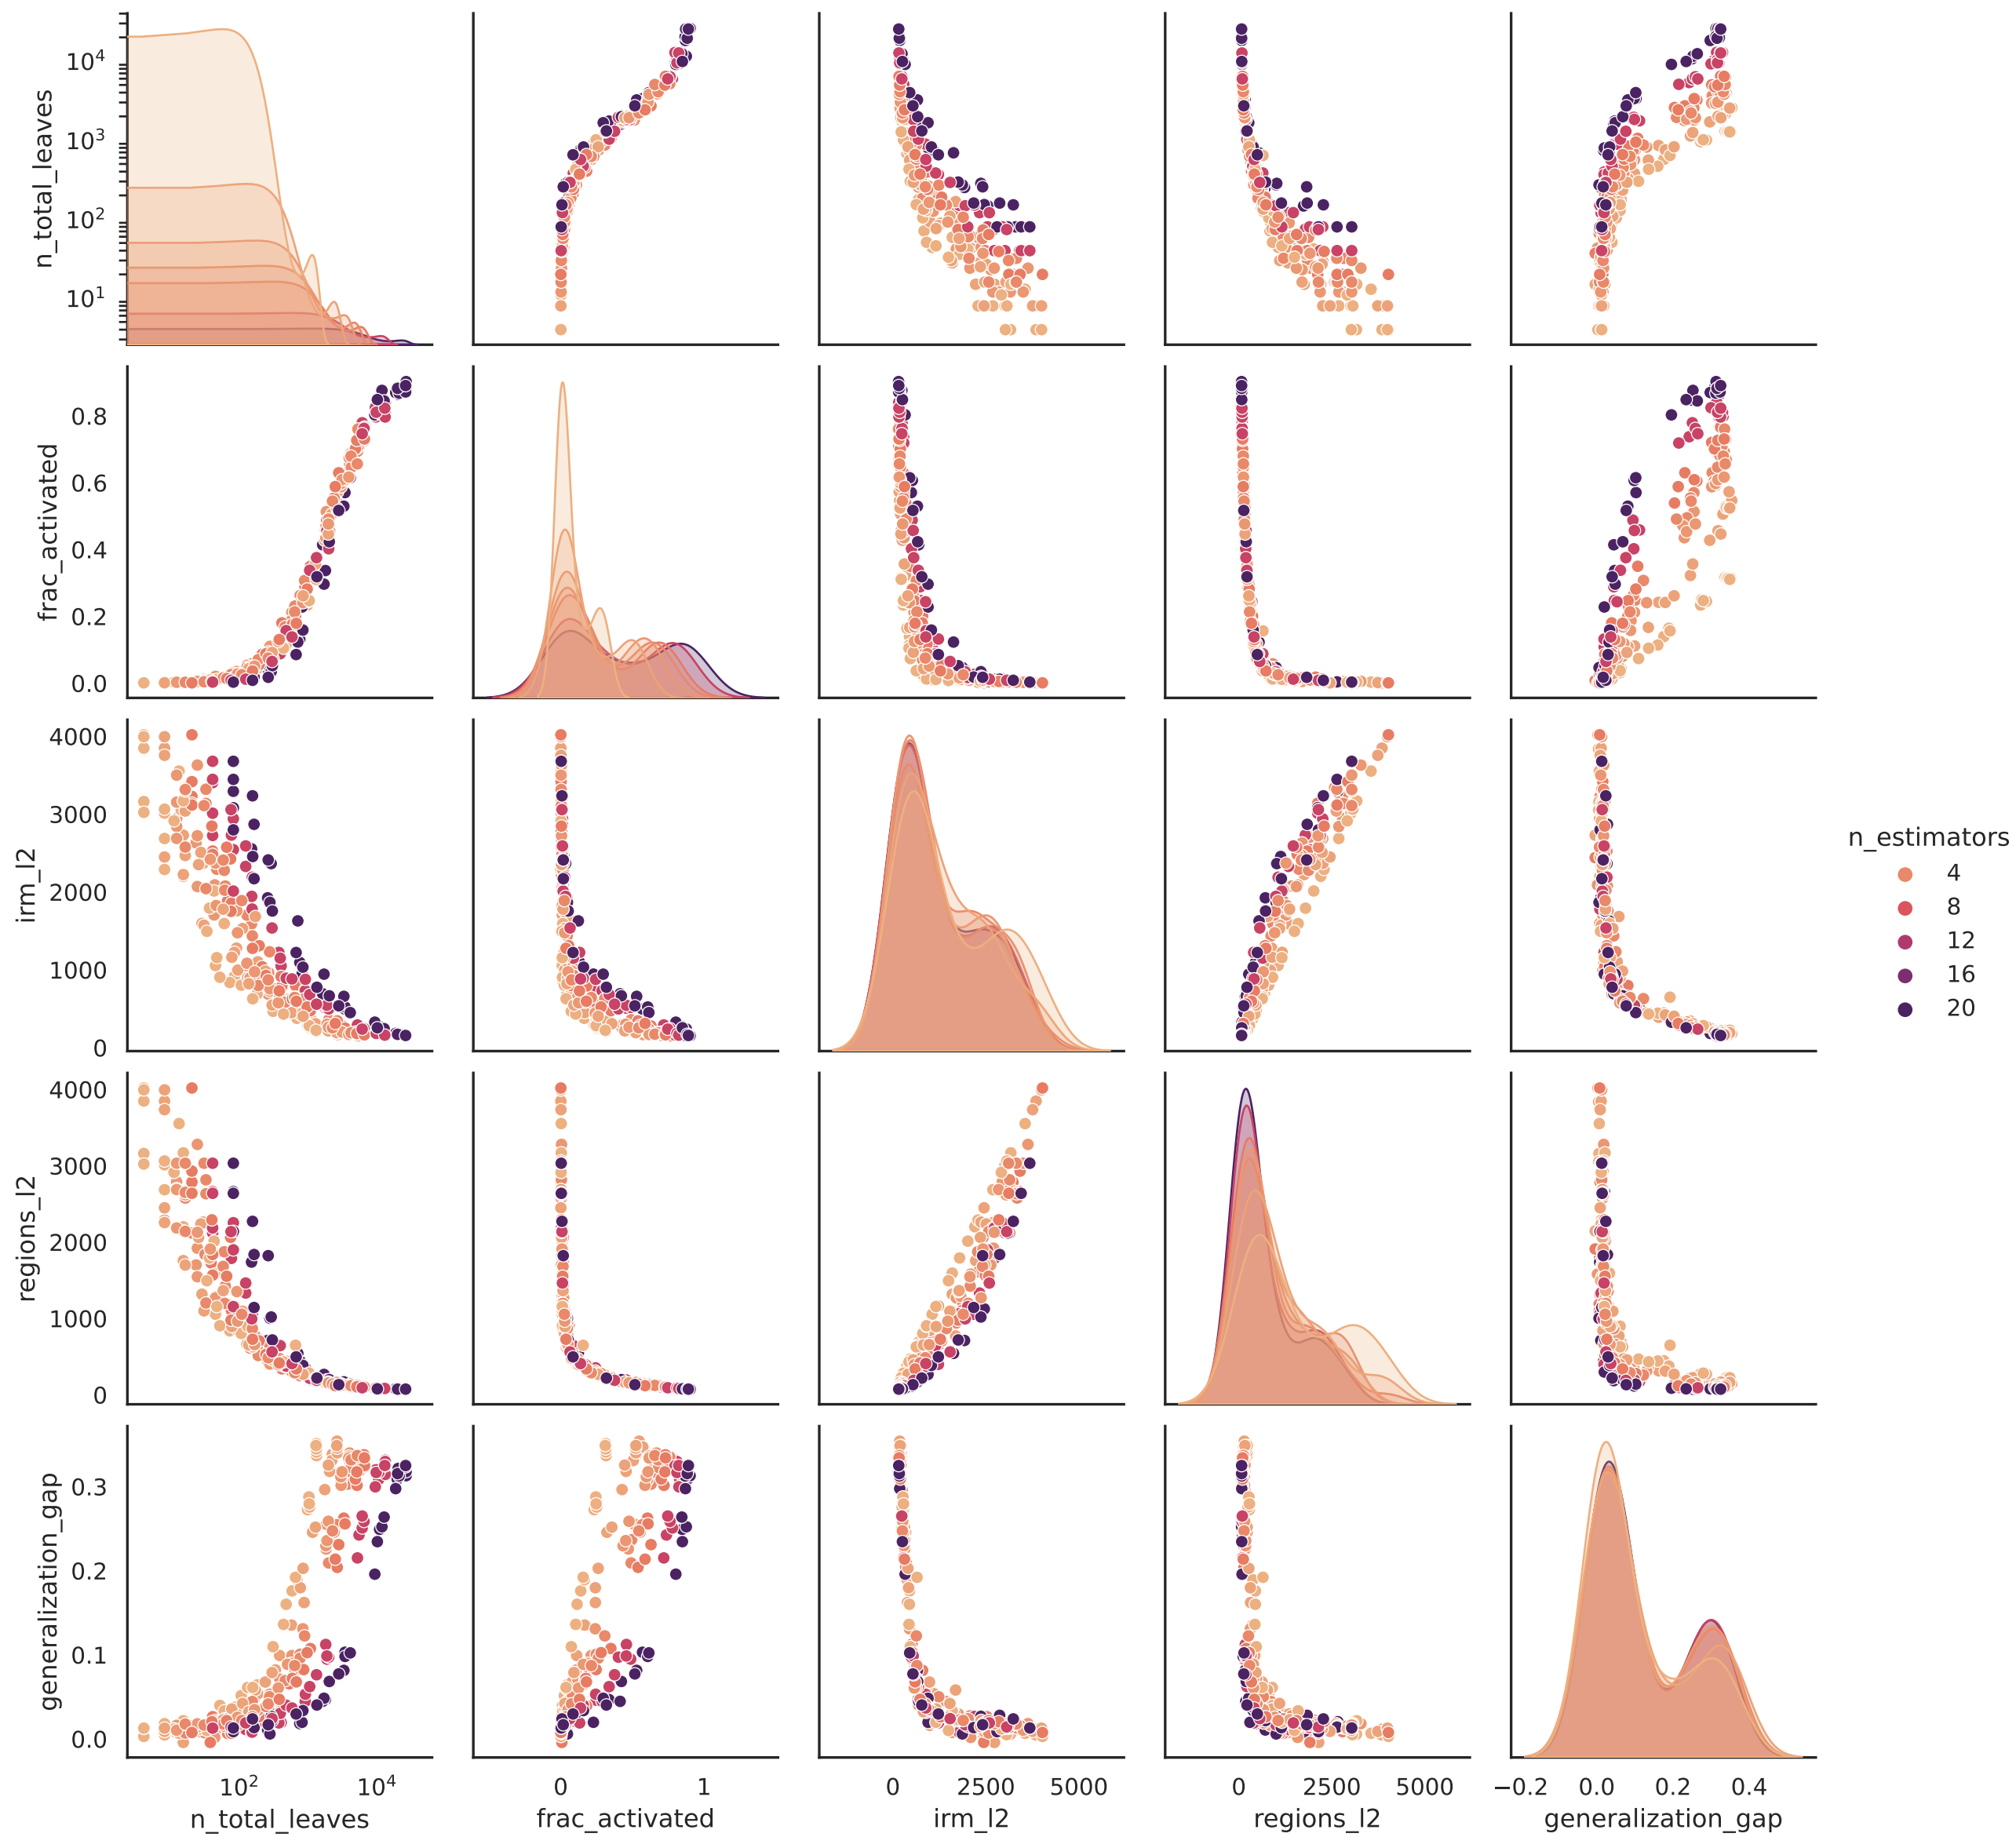 n_total_leaves
10^4
10^3
10^2
10^1
frac_activated
0.8
0.6
0.4
0.2
0.0
irm_l2
4000
3000
2000
1000
0
regions_l2
4000
3000
2000
1000
0
generalization_gap
0.3
0.2
0.1
0.0
10^2 10^4
n_total_leaves
0 1
frac_activated
0 2500 5000
irm_l2
0 2500 5000
regions_l2
−0.2 0.0 0.2 0.4
generalization_gap
n_estimators
4
8
12
16
20